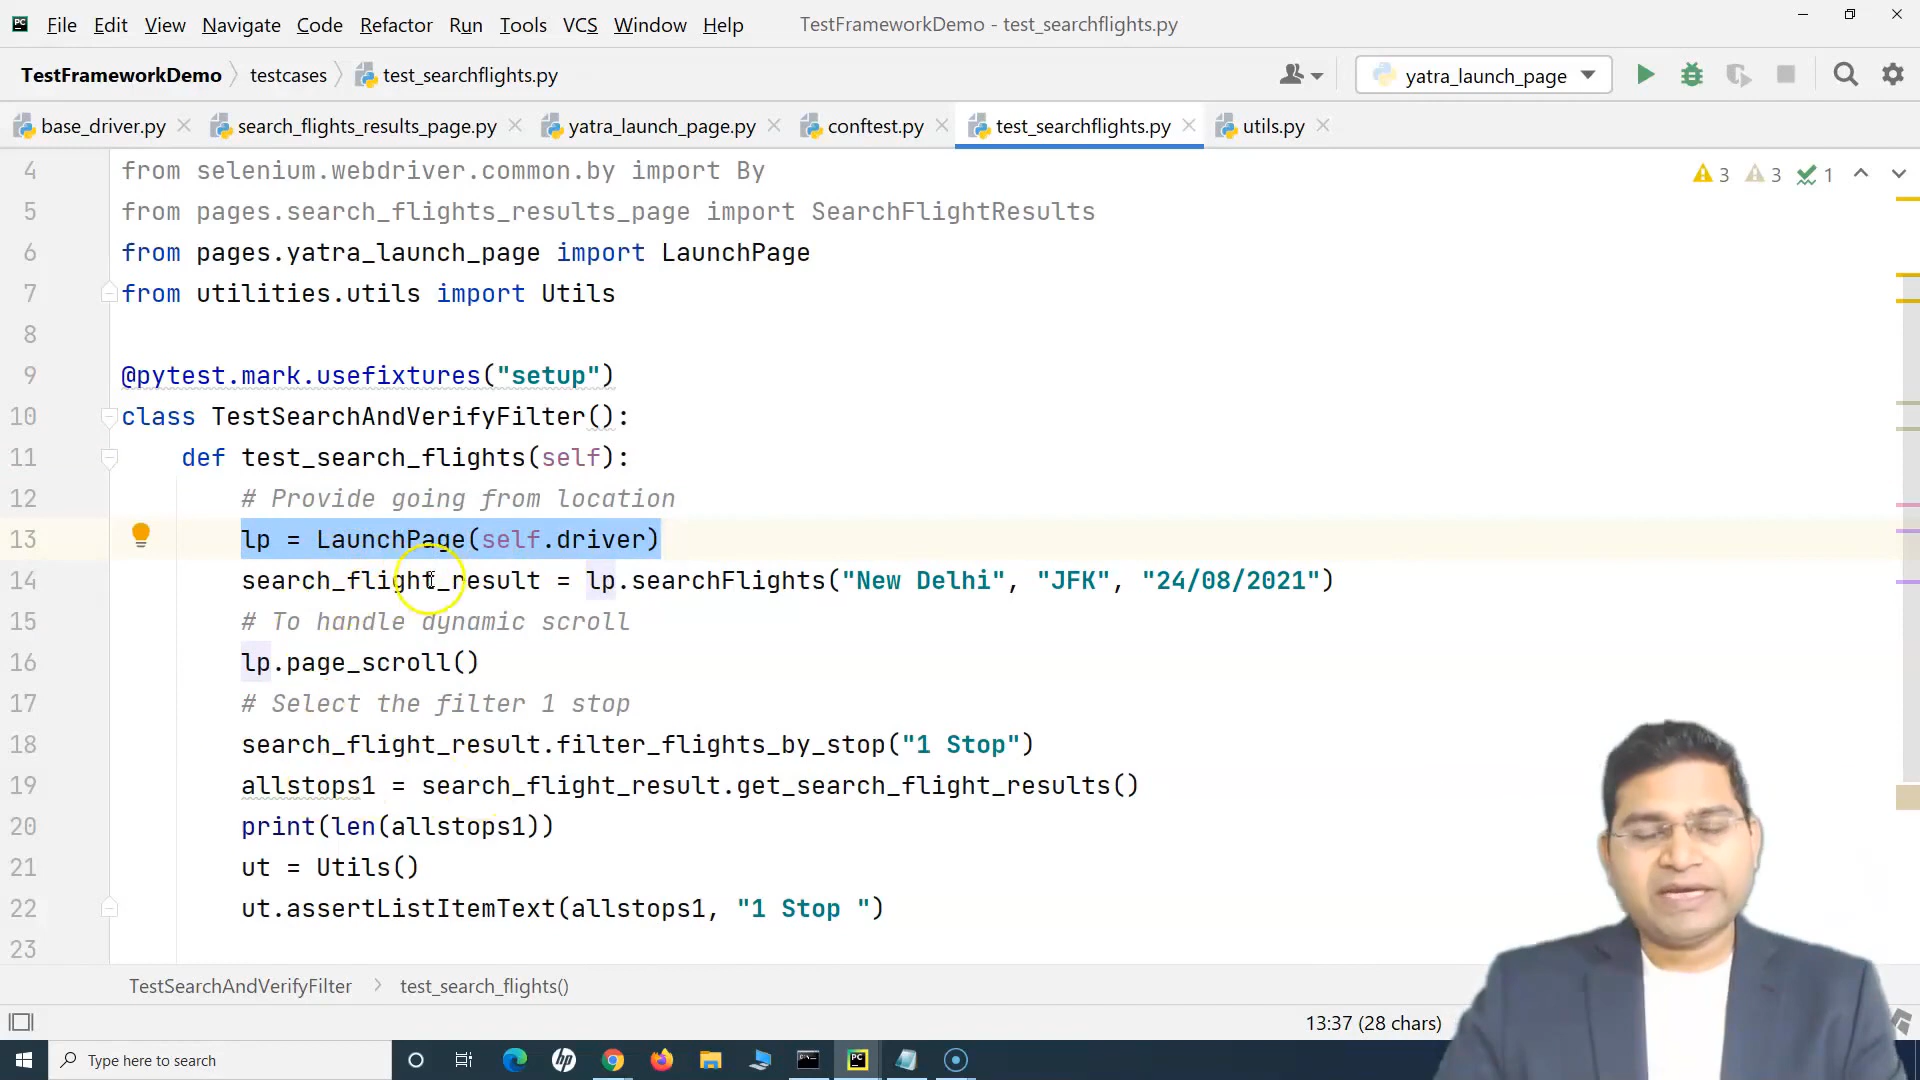 File Edit View Navigate Code Refactor Run Tools VCS Window Help TestFrameworkDemo - test_searchflights.py
TestFrameworkDemo testcases test_searchflights.py yatra_launch_page
base_driver.py search_flights_results_page.py yatra_launch_page.py conftest.py test_searchflights.py utils.py
4 from selenium.webdriver.common.by import By 3 3 1
5 from pages.search_flights_results_page import SearchFlightResults
6 from pages.yatra_launch_page import LaunchPage
7 from utilities.utils import Utils
8
9 @pytest.mark.usefixtures("setup")
10 class TestSearchAndVerifyFilter():
11 def test_search_flights(self):
12 # Provide going from location
13 lp = LaunchPage(self.driver)
14 search_flight_result = lp.searchFlights("New Delhi", "JFK", "24/08/2021")
15 # To handle dynamic scroll
16 lp.page_scroll()
17 # Select the filter 1 stop
18 search_flight_result.filter_flights_by_stop("1 Stop")
19 allstops1 = search_flight_result.get_search_flight_results()
20 print(len(allstops1))
21 ut = Utils()
22 ut.assertListItemText(allstops1, "1 Stop ")
23
TestSearchAndVerifyFilter test_search_flights()
13:37 (28 chars)
Type here to search